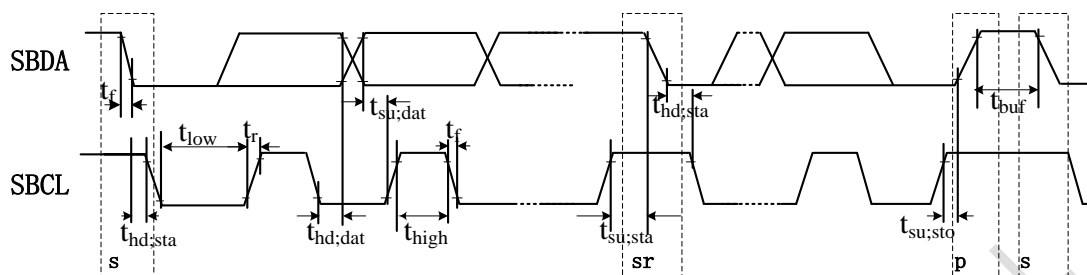 SBDA
t_f
t_su;dat
t_hd;sta
t_buf
t_low
t_r
t_f
SBCL
t_hd;sta
t_hd;dat
t_high
t_su;sta
t_su;sto
s
sr
p
s